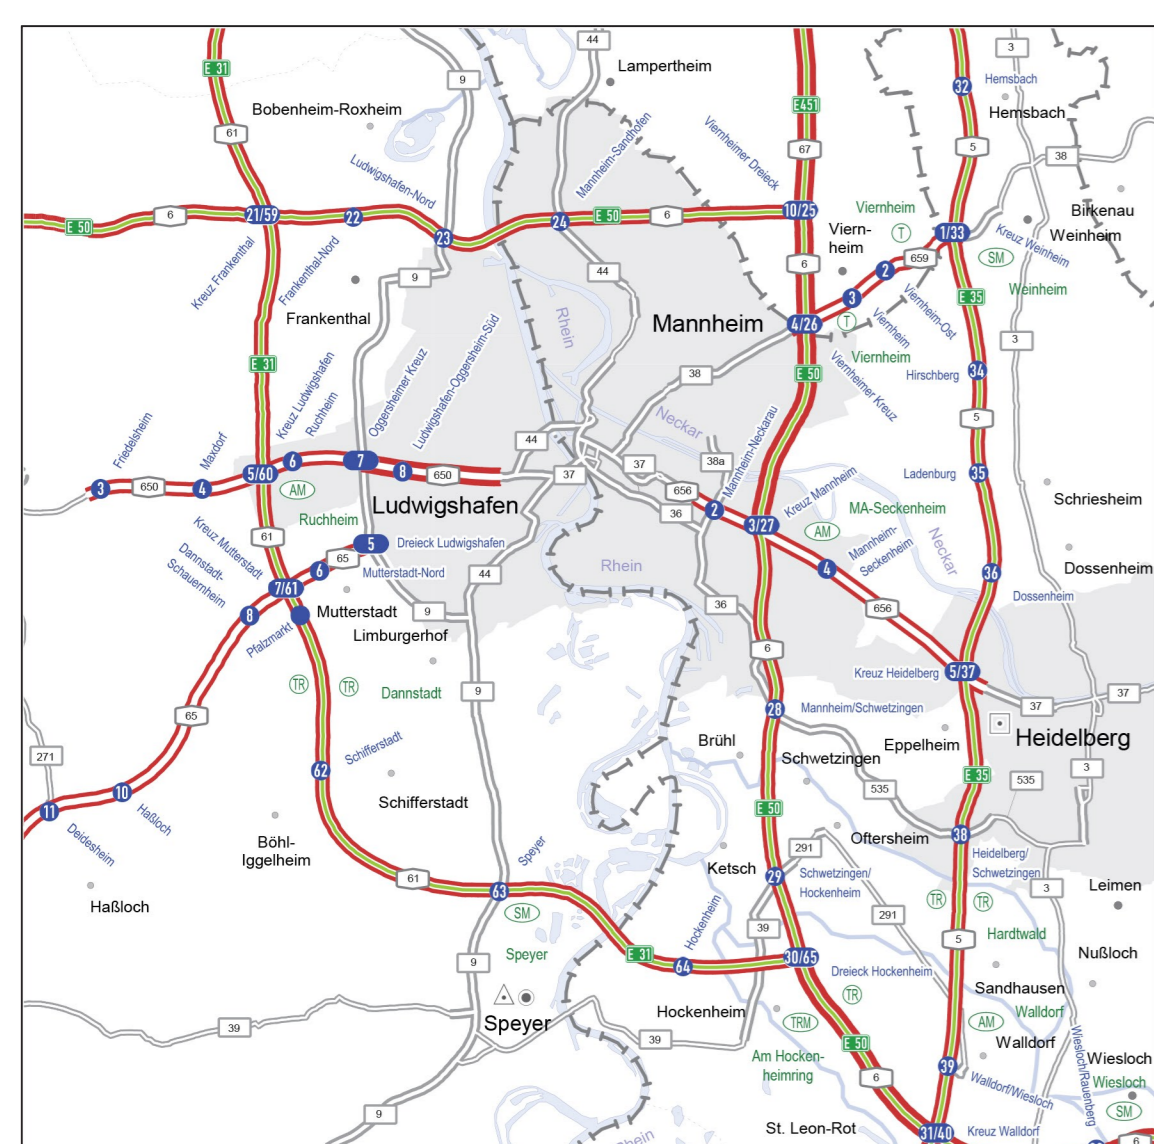 44
3
Lampertheim
E 31
9
32
Hemsbach
Hemsbach
Bobenheim-Roxheim
E451
61
67
5
38
Mannheim-Sandhofen
Viernheimer Dreieck
Ludwigshafen-Nord
Birkenau
Weinheim
E 50
6
21/59
22
23
24
E 50
6
10/25
Viernheim
T
Viern-
heim
1/33
Kreuz Weinheim
SM
Weinheim
Kreuz Frankenthal
Frankenthal-Nord
9
44
6
2
659
3
Viernheim-Ost
Viernheim
E 35
Frankenthal
Rhein
Mannheim
4/26
T
Viernheim
3
E 31
38
E 50
Viernheimer Kreuz
Hirschberg
34
Kreuz Ludwigshafen
Ruchheim
Oggersheimer Kreuz
Ludwigshafen-Oggersheim-Süd
5
Friedelsheim
Maxdorf
Neckar
44
Mannheim-Neckarau
3
650
4
5/60
6
7
8
650
37
37
38a
656
Kreuz Mannheim
Ladenburg
35
Schriesheim
AM
Ludwigshafen
36
2
3/27
AM
MA-Seckenheim
Ruchheim
61
Kreuz Mutterstadt
5
Dreieck Ludwigshafen
65
Mannheim-
Seckenheim
Neckar
Dannstadt-
Schauernheim
6
Mutterstadt-Nord
44
Rhein
4
36
Dossenheim
7/61
8
Mutterstadt
9
36
656
Dossenheim
Pfalzmarkt
Limburgerhof
6
Kreuz Heidelberg
5/37
TR
TR
Dannstadt
9
37
37
65
28
Mannheim/Schwetzingen
Brühl
Schwetzingen
Eppelheim
Heidelberg
271
62
Schifferstadt
E 35
535
3
535
10
11
Haßloch
Deidesheim
Schifferstadt
E 50
Böhl-
Iggelheim
Speyer
291
Oftersheim
38
Heidelberg/
Schwetzingen
Ketsch
61
63
29
Schwetzingen/
Hockenheim
3
Leimen
Haßloch
SM
Hockenheim
39
291
TR
TR
Hardtwald
5
Speyer
E 31
64
30/65
Dreieck Hockenheim
Nußloch
9
TR
Sandhausen
Walldorf
Speyer
Hockenheim
TRM
AM
39
39
Am Hocken-
heimring
E 50
Walldorf
Wiesloch/Rauenberg
Wiesloch
Wiesloch
39
Walldorf/Wiesloch
6
SM
9
St. Leon-Rot
31/40
Kreuz Walldorf
Rhein
6